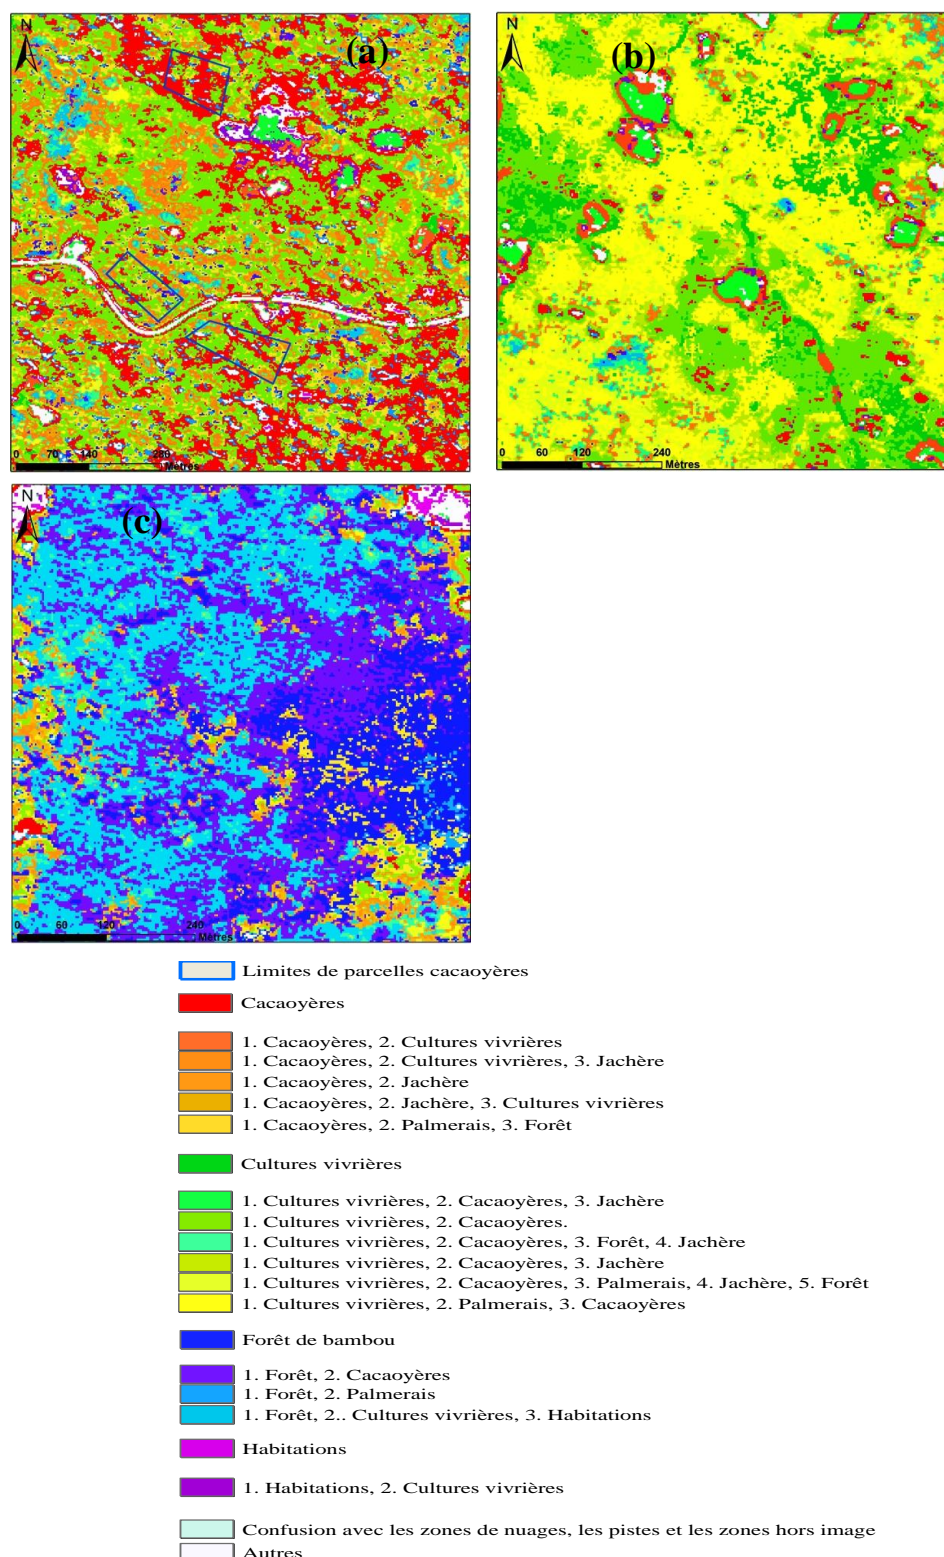 N
(a)
0 70 140 280
Mètres
N
(b)
0 60 120 240
Mètres
N
(c)
0 60 120 240
Mètres
Limites de parcelles cacaoyères
Cacaoyères
1. Cacaoyères, 2. Cultures vivrières
1. Cacaoyères, 2. Cultures vivrières, 3. Jachère
1. Cacaoyères, 2. Jachère
1. Cacaoyères, 2. Jachère, 3. Cultures vivrières
1. Cacaoyères, 2. Palmerais, 3. Forêt
Cultures vivrières
1. Cultures vivrières, 2. Cacaoyères, 3. Jachère
1. Cultures vivrières, 2. Cacaoyères.
1. Cultures vivrières, 2. Cacaoyères, 3. Forêt, 4. Jachère
1. Cultures vivrières, 2. Cacaoyères, 3. Jachère
1. Cultures vivrières, 2. Cacaoyères, 3. Palmerais, 4. Jachère, 5. Forêt
1. Cultures vivrières, 2. Palmerais, 3. Cacaoyères
Forêt de bambou
1. Forêt, 2. Cacaoyères
1. Forêt, 2. Palmerais
1. Forêt, 2.. Cultures vivrières, 3. Habitations
Habitations
1. Habitations, 2. Cultures vivrières
Confusion avec les zones de nuages, les pistes et les zones hors image
Autres